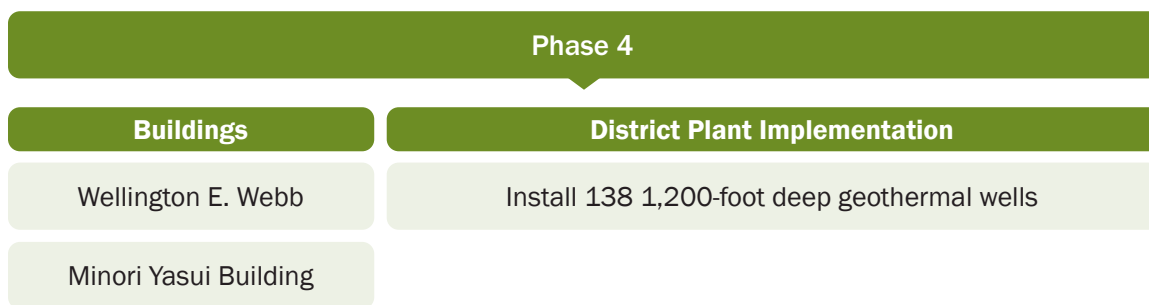 Phase 4
Buildings
District Plant Implementation
Wellington E. Webb
Install 138 1,200-foot deep geothermal wells
Minori Yasui Building